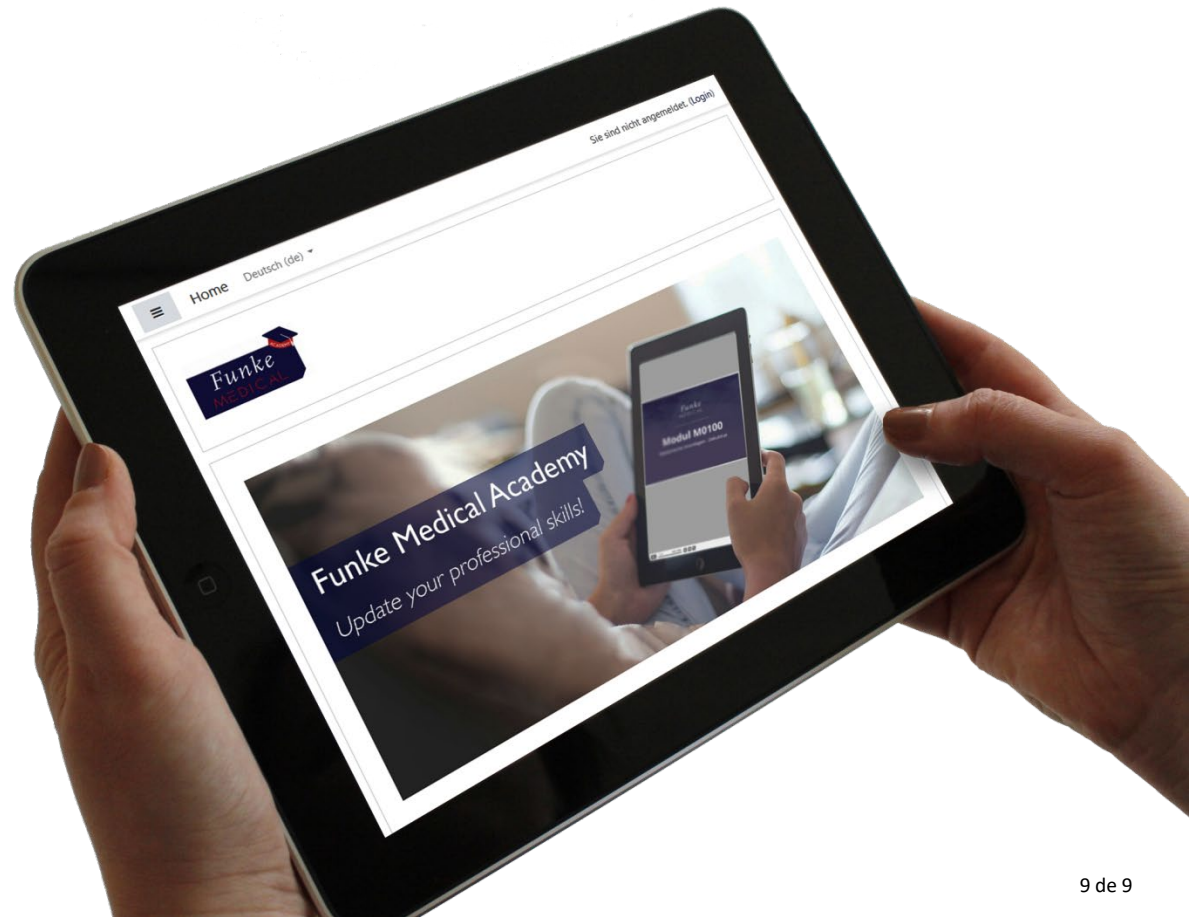 Sie sind nicht angemeldet. (Login)
Home Deutsch (de)
Funke
MEDICAL
Funke Medical Academy
Update your professional skills!
Funke
Modul M0100
9 de 9